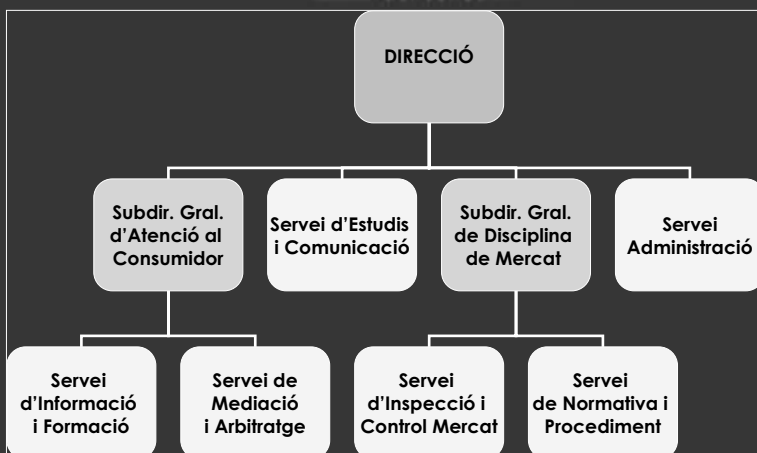 DIRECCIÓ
Subdir. Gral.
d'Atenció al
Consumidor
Servei d'Estudis
i Comunicació
Subdir. Gral.
de Disciplina
de Mercat
Servei
Administració
Servei
d'Informació
i Formació
Servei de
Mediació
i Arbitratge
Servei
d'Inspecció i
Control Mercat
Servei
de Normativa i
Procediment